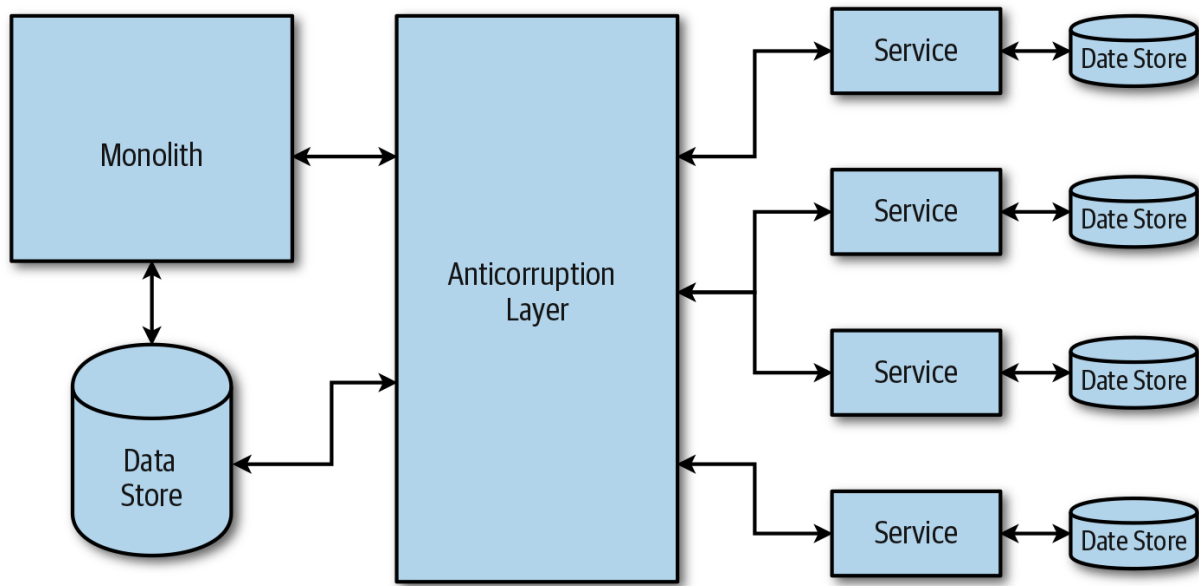 Monolith
Data
Store
Anticorruption
Layer
Service
Date Store
Service
Date Store
Service
Date Store
Service
Date Store